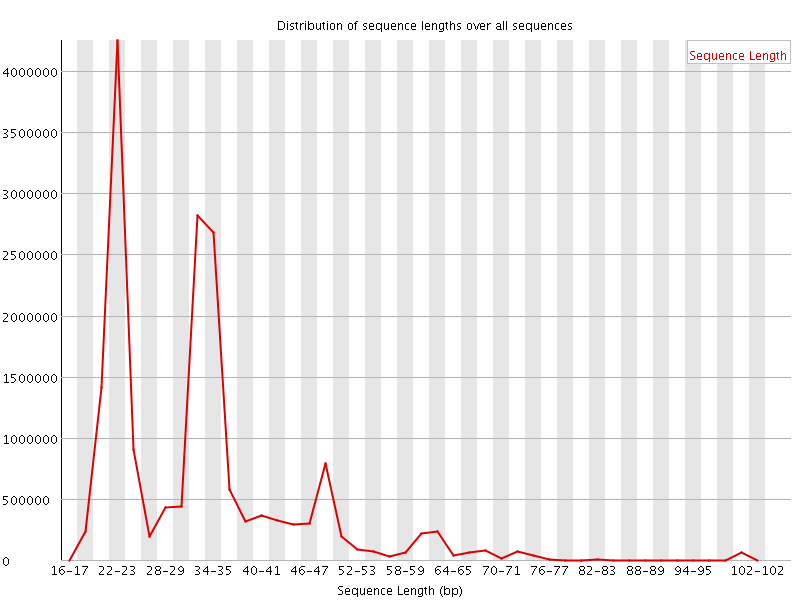 Distribution of sequence lengths over all sequences
Sequence Length
4000000
3500000
3000000
2500000
2000000
1500000
1000000
500000
0
16-17 22-23 28-29 34-35 40-41 46-47 52-53 58-59 64-65 70-71 76-77 82-83 88-89 94-95 102-102
Sequence Length (bp)